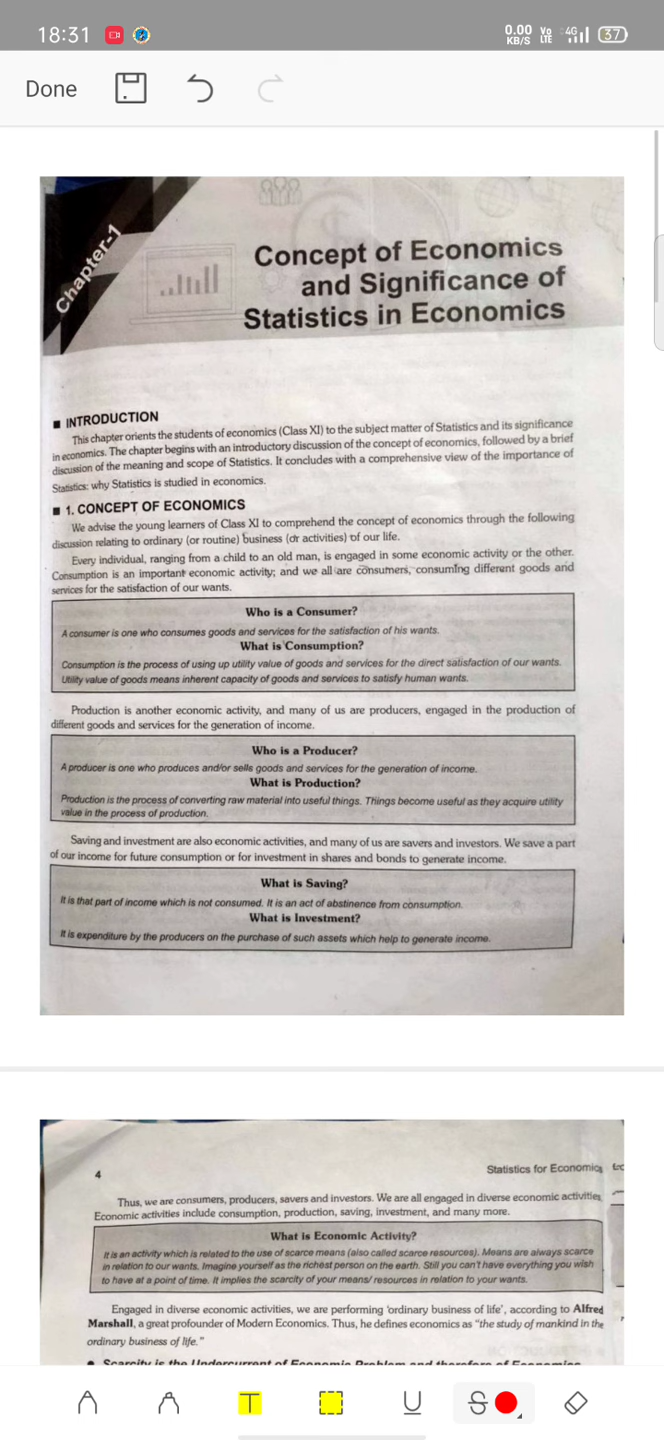 18:31
0.00 KB/S Vo LTE 4G 37
Done
Chapter-1
Concept of Economics
and Significance of
Statistics in Economics
■ INTRODUCTION
This chapter orients the students of economics (Class XI) to the subject matter of Statistics and its significance
in economics. The chapter begins with an introductory discussion of the concept of economics, followed by a brief
discussion of the meaning and scope of Statistics. It concludes with a comprehensive view of the importance of
Statistics: why Statistics is studied in economics.
■ 1. CONCEPT OF ECONOMICS
We advise the young learners of Class XI to comprehend the concept of economics through the following
discussion relating to ordinary (or routine) business (or activities) of our life.
Every individual, ranging from a child to an old man, is engaged in some economic activity or the other.
Consumption is an important economic activity; and we all are consumers, consuming different goods and
services for the satisfaction of our wants.
Who is a Consumer?
A consumer is one who consumes goods and services for the satisfaction of his wants.
What is Consumption?
Consumption is the process of using up utility value of goods and services for the direct satisfaction of our wants.
Utility value of goods means inherent capacity of goods and services to satisfy human wants.
Production is another economic activity, and many of us are producers, engaged in the production of
different goods and services for the generation of income.
Who is a Producer?
A producer is one who produces and/or sells goods and services for the generation of income.
What is Production?
Production is the process of converting raw material into useful things. Things become useful as they acquire utility
value in the process of production.
Saving and investment are also economic activities, and many of us are savers and investors. We save a part
of our income for future consumption or for investment in shares and bonds to generate income.
What is Saving?
It is that part of income which is not consumed. It is an act of abstinence from consumption.
What is Investment?
It is expenditure by the producers on the purchase of such assets which help to generate income.
4
Statistics for Economics
Thus, we are consumers, producers, savers and investors. We are all engaged in diverse economic activities.
Economic activities include consumption, production, saving, investment, and many more.
What is Economic Activity?
It is an activity which is related to the use of scarce means (also called scarce resources). Means are always scarce
in relation to our wants. Imagine yourself as the richest person on the earth. Still you can't have everything you wish
to have at a point of time. It implies the scarcity of your means/ resources in relation to your wants.
Engaged in diverse economic activities, we are performing 'ordinary business of life', according to Alfred
Marshall, a great profounder of Modern Economics. Thus, he defines economics as "the study of mankind in the
ordinary business of life."
● Scarcity is the Undercurrent of Economic Problem and therefore of Economics
T
U
S